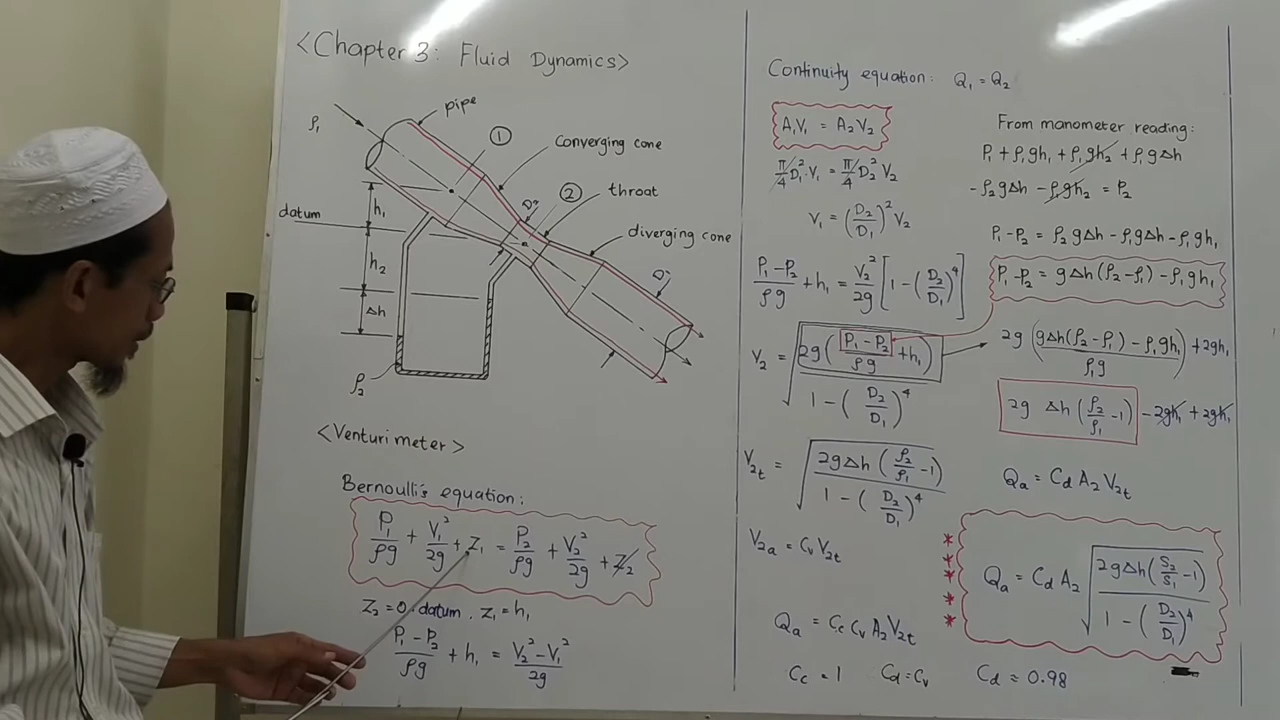 <Chapter 3: Fluid Dynamics>
pipe
ρ₁
①
converging cone
②
throat
D₂
datum
h₁
diverging cone
h₂
D₁
Δh
ρ₂
<Venturimeter>
Bernoulli's equation:
P₁/ρg + V₁²/2g + Z₁ = P₂/ρg + V₂²/2g + Z₂
Z₂ = 0 . datum . Z₁ = h₁
(P₁ - P₂)/ρg + h₁ = (V₂² - V₁²)/2g
Continuity equation: Q₁ = Q₂
A₁V₁ = A₂V₂
π/4 D₁² · V₁ = π/4 D₂² V₂
V₁ = (D₂/D₁)² V₂
(P₁ - P₂)/ρg + h₁ = V₂²/2g [1 - (D₂/D₁)⁴]
V₂ = √(2g((P₁ - P₂)/ρg + h₁) / (1 - (D₂/D₁)⁴))
V₂t = √(2gΔh(ρ₂/ρ₁ - 1) / (1 - (D₂/D₁)⁴))
V₂a = Cv V₂t
Qa = Cc Cv A₂ V₂t
Cc = 1 Cd = Cv Cd = 0.98
From manometer reading:
P₁ + ρ₁gh₁ + ρ₁gh₂ + ρ₁gΔh
- ρ₂gΔh - ρ₁gh₂ = P₂
P₁ - P₂ = ρ₂gΔh - ρ₁gΔh - ρ₁gh₁
P₁ - P₂ = gΔh(ρ₂ - ρ₁) - ρ₁gh₁
2g((gΔh(ρ₂ - ρ₁) - ρ₁gh₁)/ρ₁g) + 2gh₁
2g Δh(ρ₂/ρ₁ - 1) - 2gh₁ + 2gh₁
Qa = Cd A₂ V₂t
* * * * *
Qa = Cd A₂ √(2gΔh(S₂/S₁ - 1) / (1 - (D₂/D₁)⁴))